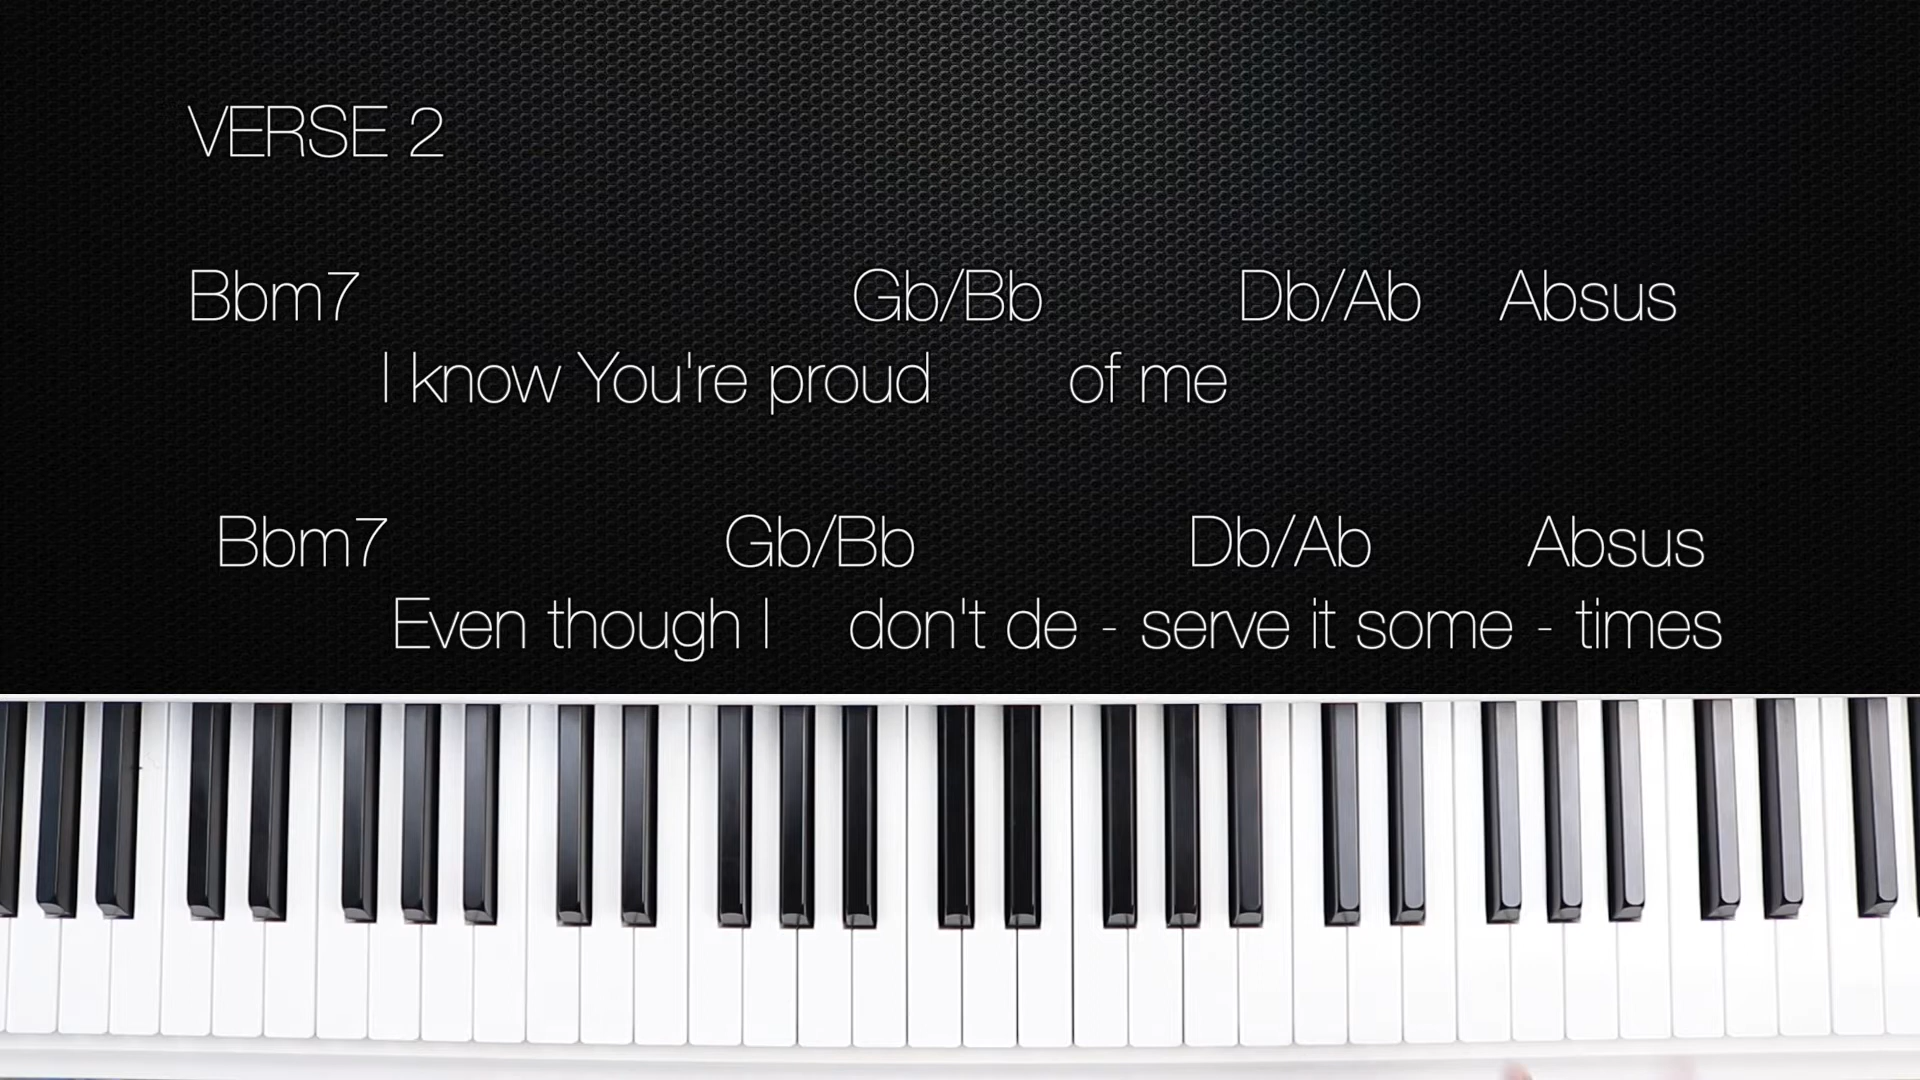 VERSE 2
Bbm7 Gb/Bb Db/Ab Absus
I know You're proud of me
Bbm7 Gb/Bb Db/Ab Absus
Even though I don't de - serve it some - times